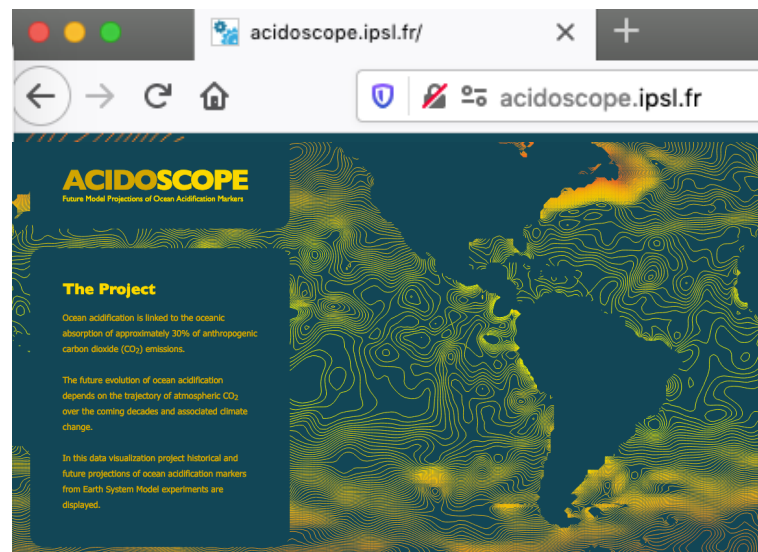 acidoscope.ipsl.fr/
acidoscope.ipsl.fr
ACIDOSCOPE
Future Model Projections of Ocean Acidification Markers
The Project
Ocean acidification is linked to the oceanic
absorption of approximately 30% of anthropogenic
carbon dioxide (CO₂) emissions.
The future evolution of ocean acidification
depends on the trajectory of atmospheric CO₂
over the coming decades and associated climate
change.
In this data visualization project historical and
future projections of ocean acidification markers
from Earth System Model experiments are
displayed.